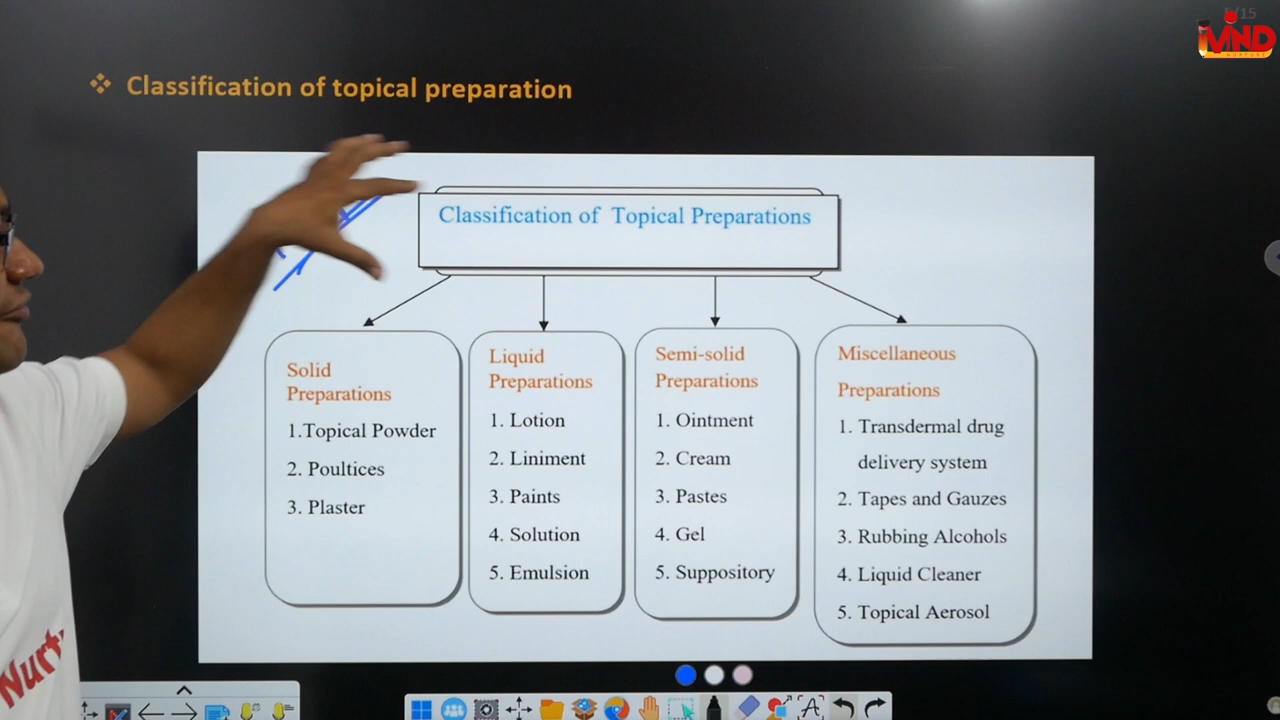 5/15
MND
❖ Classification of topical preparation
Classification of Topical Preparations
Solid
Preparations
1.Topical Powder
2. Poultices
3. Plaster
Liquid
Preparations
1. Lotion
2. Liniment
3. Paints
4. Solution
5. Emulsion
Semi-solid
Preparations
1. Ointment
2. Cream
3. Pastes
4. Gel
5. Suppository
Miscellaneous
Preparations
1. Transdermal drug
delivery system
2. Tapes and Gauzes
3. Rubbing Alcohols
4. Liquid Cleaner
5. Topical Aerosol